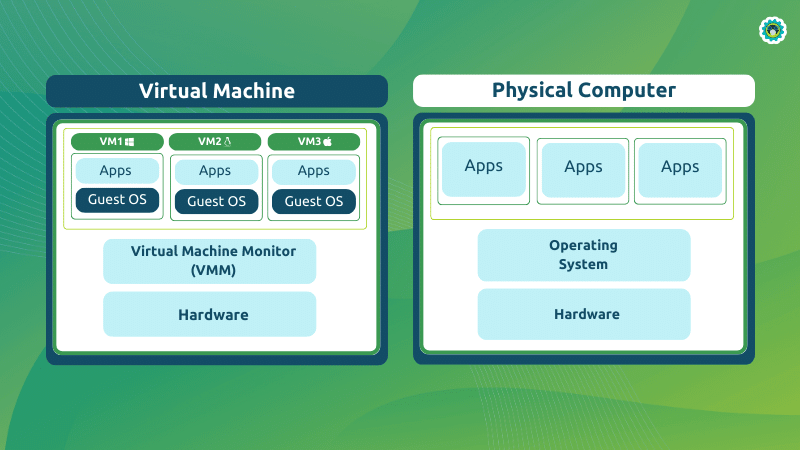 Virtual Machine
VM1
VM2
VM3
Apps
Apps
Apps
Guest OS
Guest OS
Guest OS
Virtual Machine Monitor
(VMM)
Hardware
Physical Computer
Apps
Apps
Apps
Operating
System
Hardware